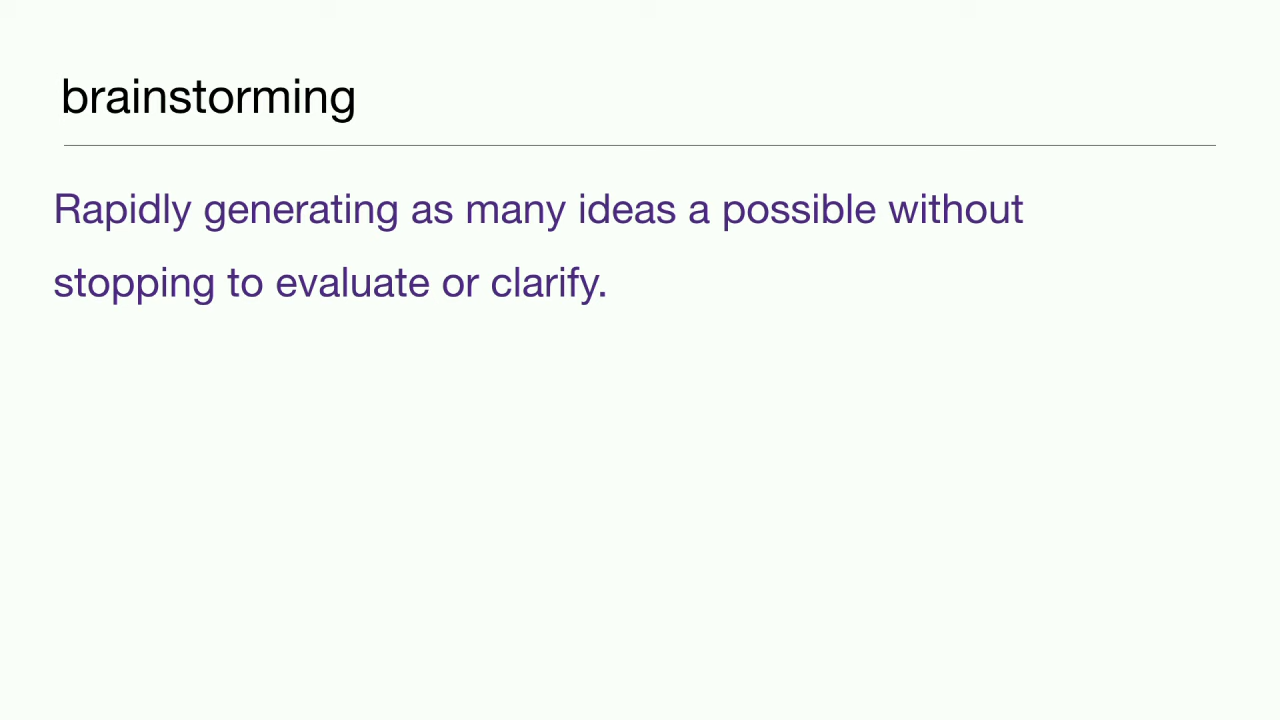 brainstorming
Rapidly generating as many ideas a possible without
stopping to evaluate or clarify.